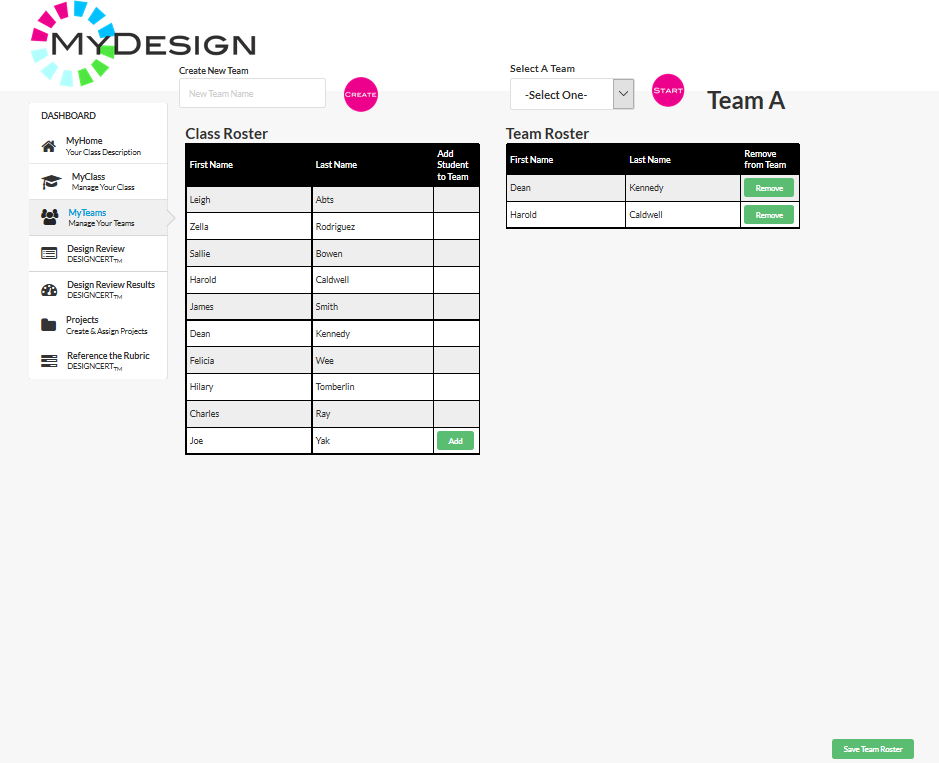 MyDesign
Create New Team
New Team Name
CREATE
Select A Team
-Select One-
START
Team A
DASHBOARD
MyHome
Your Class Description
MyClass
Manage Your Class
MyTeams
Manage Your Teams
Design Review
DESIGNCERTTM
Design Review Results
DESIGNCERTTM
Projects
Create & Assign Projects
Reference the Rubric
DESIGNCERTTM
Class Roster
First Name Last Name Add Student to Team
Leigh Abts
Zella Rodriguez
Sallie Bowen
Harold Caldwell
James Smith
Dean Kennedy
Felicia Wee
Hilary Tomberlin
Charles Ray
Joe Yak Add
Team Roster
First Name Last Name Remove from Team
Dean Kennedy Remove
Harold Caldwell Remove
Save Team Roster